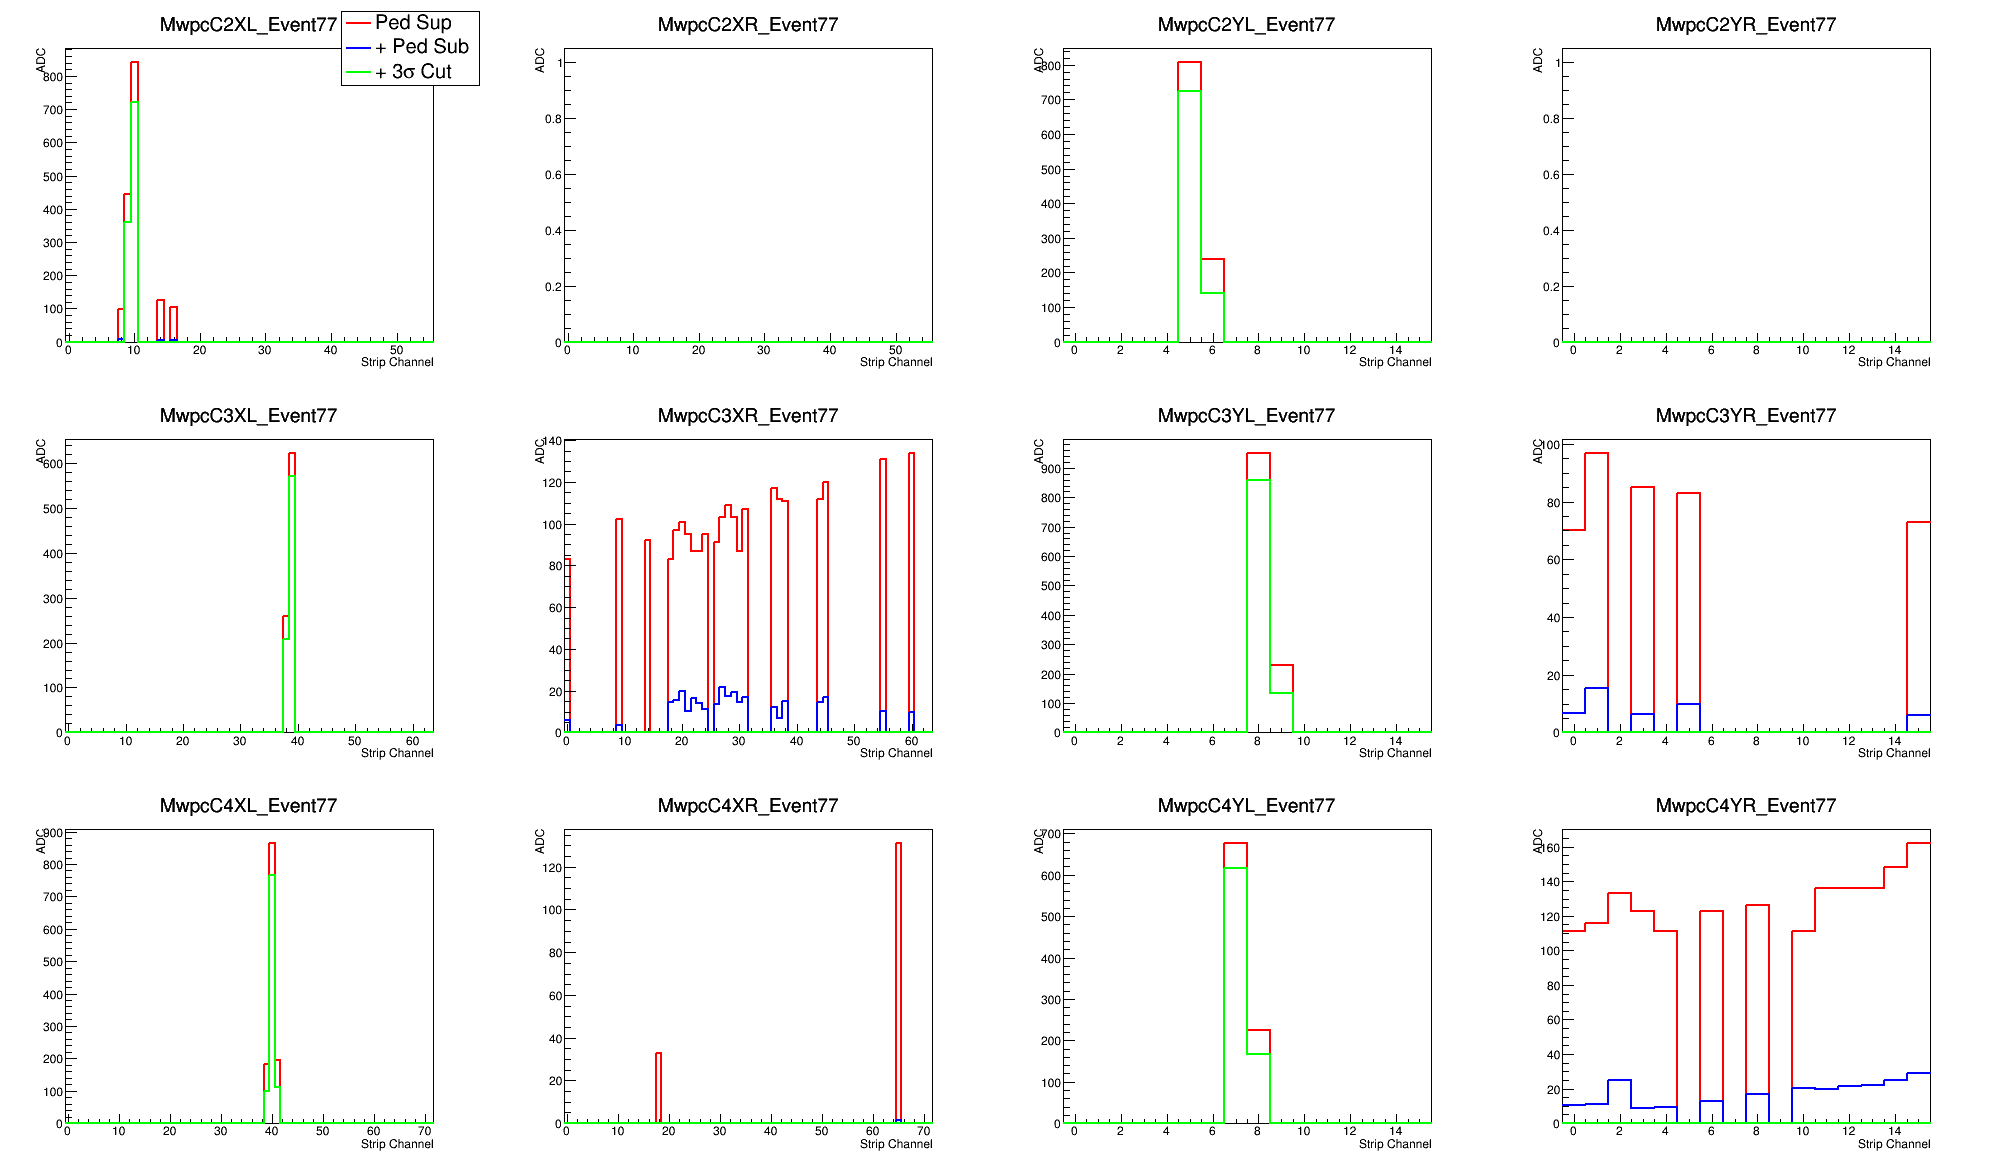 MwpcC2XL_Event77
Ped Sup
+ Ped Sub
+ 3σ Cut
ADC
800
700
600
500
400
300
200
100
0
0 10 20 30 40 50
Strip Channel
MwpcC2XR_Event77
ADC
1
0.8
0.6
0.4
0.2
0
0 10 20 30 40 50
Strip Channel
MwpcC2YL_Event77
ADC
800
700
600
500
400
300
200
100
0
0 2 4 6 8 10 12 14
Strip Channel
MwpcC2YR_Event77
ADC
1
0.8
0.6
0.4
0.2
0
0 2 4 6 8 10 12 14
Strip Channel
MwpcC3XL_Event77
ADC
600
500
400
300
200
100
0
0 10 20 30 40 50 60
Strip Channel
MwpcC3XR_Event77
ADC
140
120
100
80
60
40
20
0
0 10 20 30 40 50 60
Strip Channel
MwpcC3YL_Event77
ADC
900
800
700
600
500
400
300
200
100
0
0 2 4 6 8 10 12 14
Strip Channel
MwpcC3YR_Event77
ADC
100
80
60
40
20
0
0 2 4 6 8 10 12 14
Strip Channel
MwpcC4XL_Event77
ADC
900
800
700
600
500
400
300
200
100
0
0 10 20 30 40 50 60 70
Strip Channel
MwpcC4XR_Event77
ADC
120
100
80
60
40
20
0
0 10 20 30 40 50 60 70
Strip Channel
MwpcC4YL_Event77
ADC
700
600
500
400
300
200
100
0
0 2 4 6 8 10 12 14
Strip Channel
MwpcC4YR_Event77
ADC
160
140
120
100
80
60
40
20
0
0 2 4 6 8 10 12 14
Strip Channel